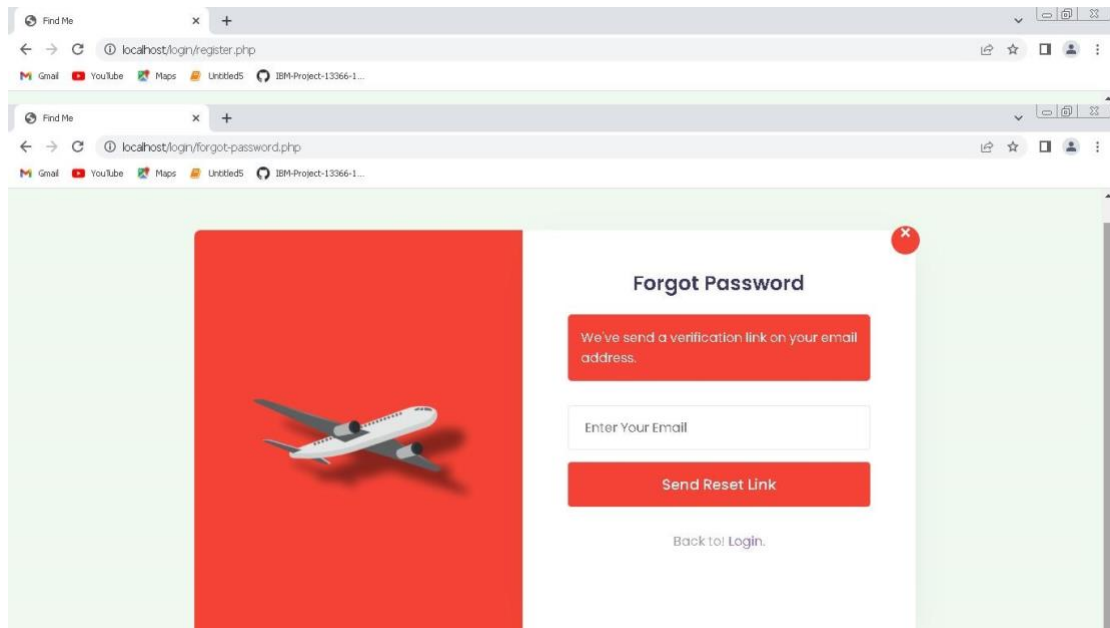 Find Me
localhost/login/register.php
Gmail YouTube Maps Untitled5 IBM-Project-13366-1...
Find Me
localhost/login/forgot-password.php
Gmail YouTube Maps Untitled5 IBM-Project-13366-1...
Forgot Password
We've send a verification link on your email
address.
Enter Your Email
Send Reset Link
Back to! Login.